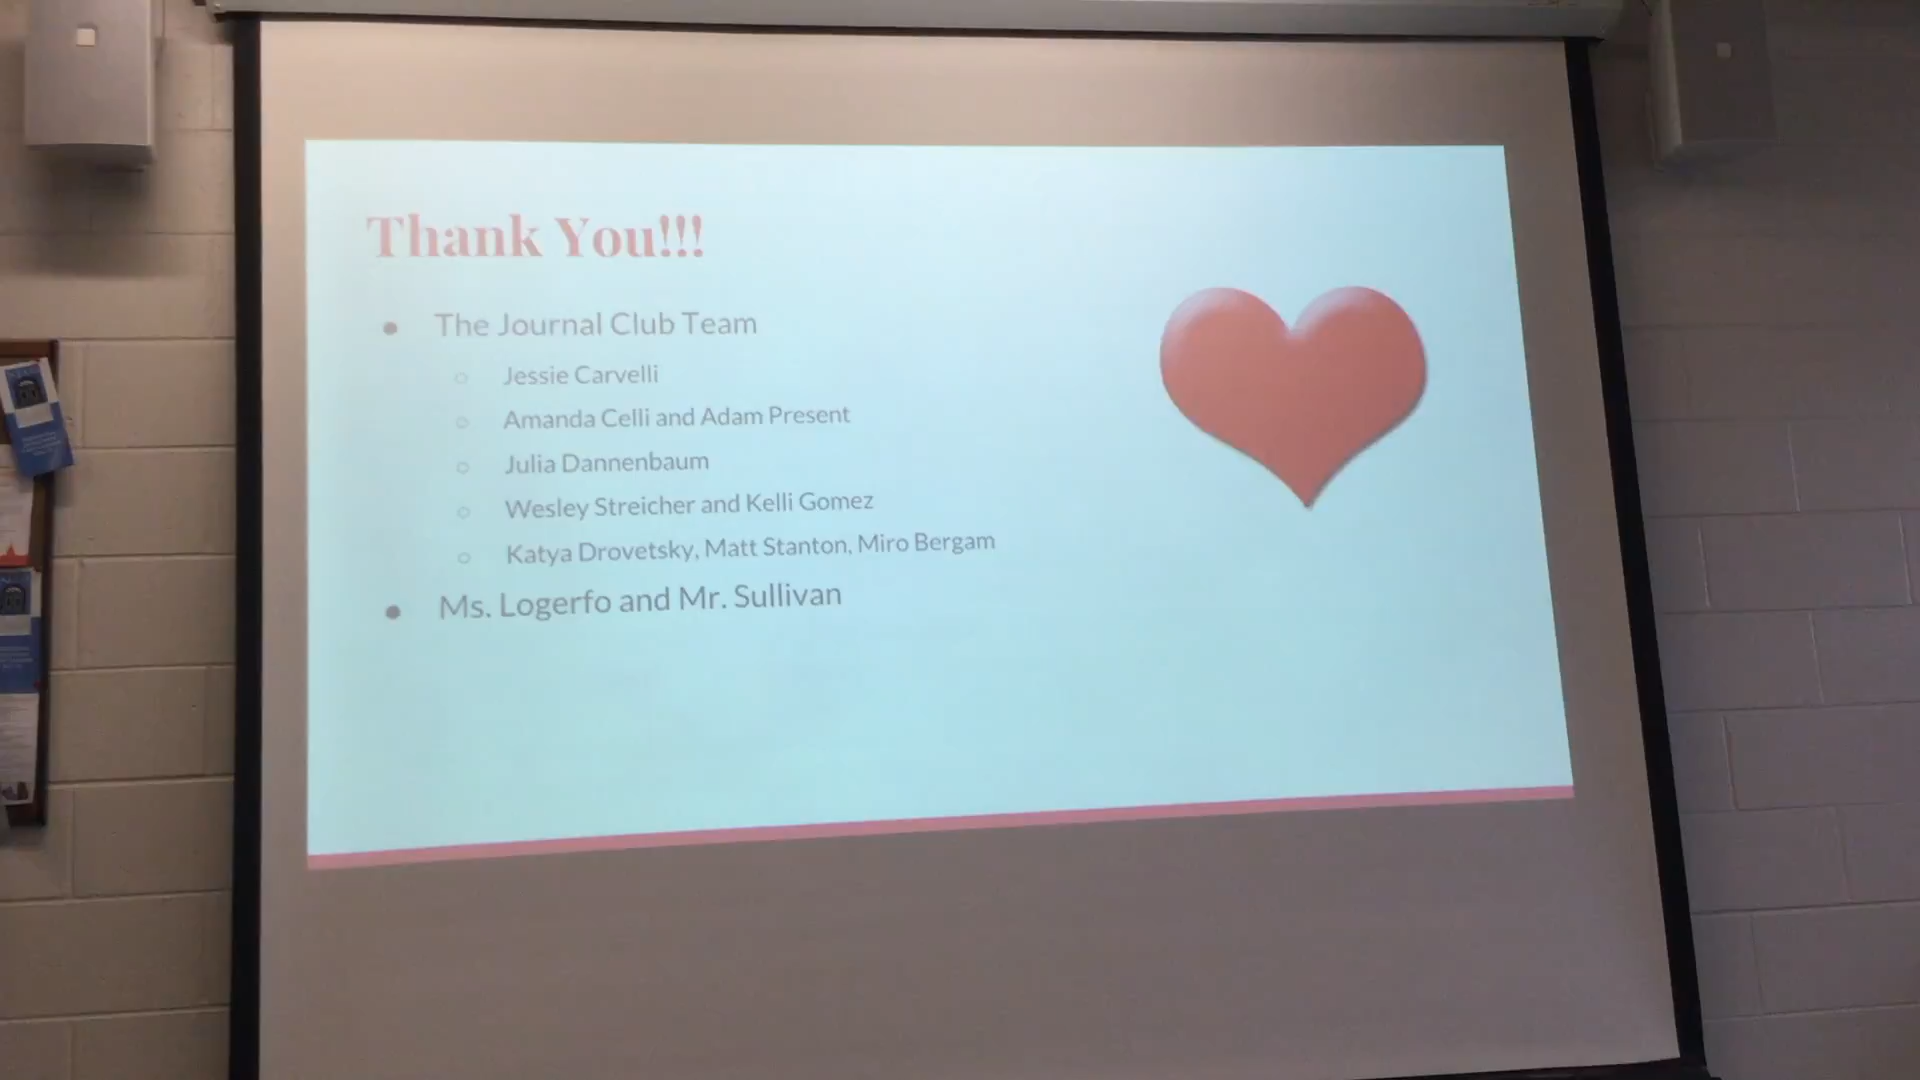 Thank You!!!
The Journal Club Team
Jessie Carvelli
Amanda Celli and Adam Present
Julia Dannenbaum
Wesley Streicher and Kelli Gomez
Katya Drovetsky, Matt Stanton, Miro Bergam
Ms. Logerfo and Mr. Sullivan